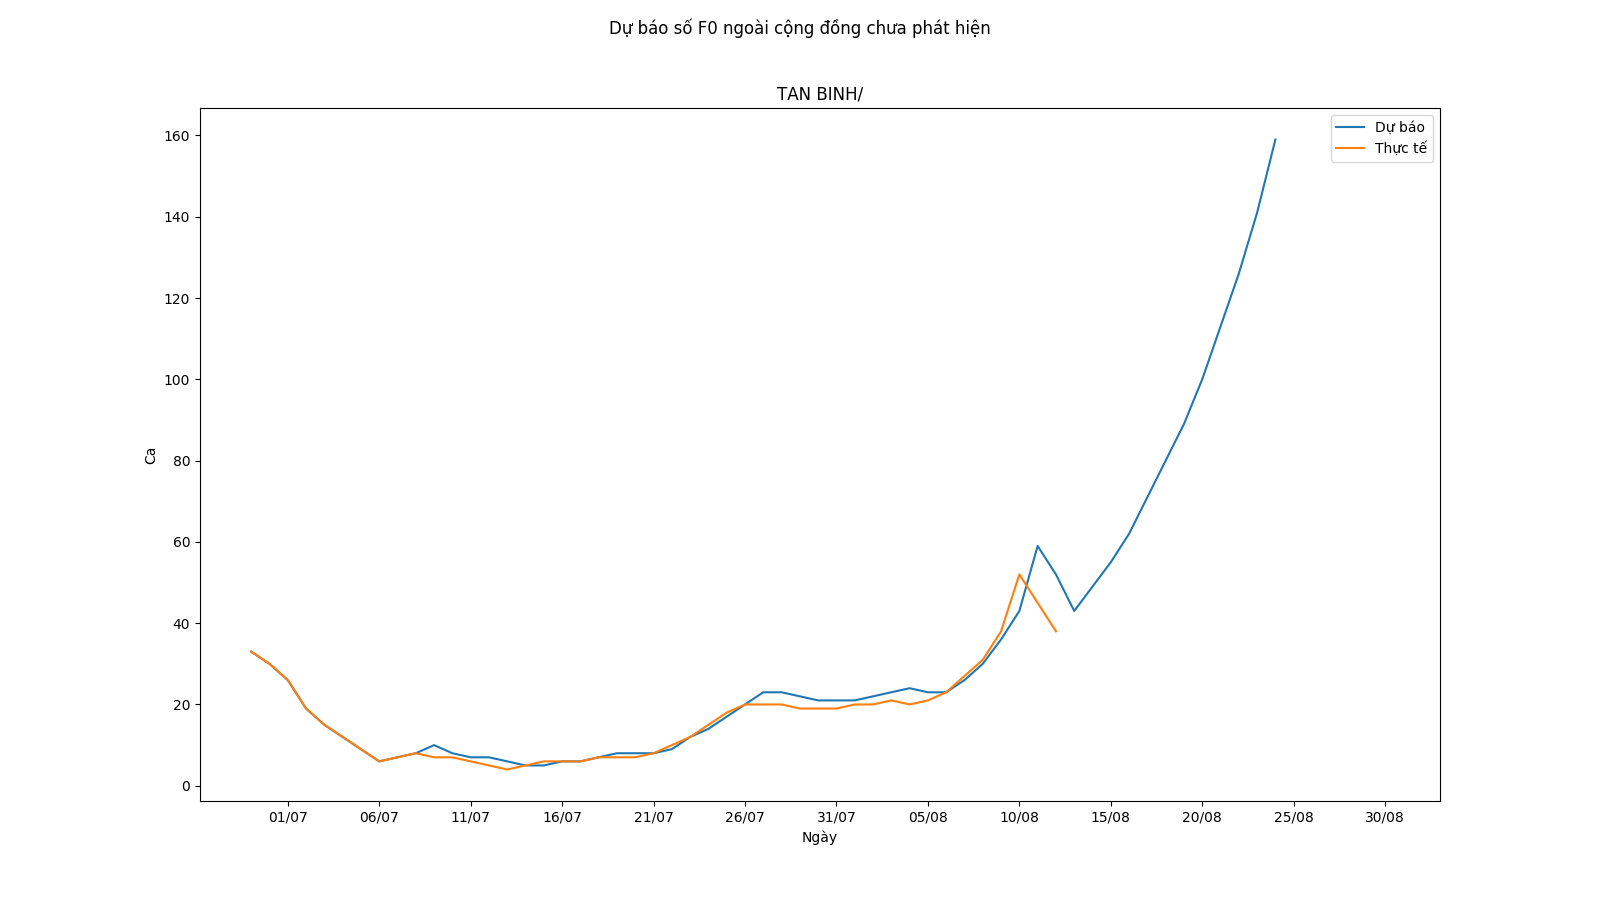 Dự báo số F0 ngoài cộng đồng chưa phát hiện
TAN BINH/
Dự báo
Thực tế
160
140
120
100
80
60
40
20
0
Ca
01/07 06/07 11/07 16/07 21/07 26/07 31/07 05/08 10/08 15/08 20/08 25/08 30/08
Ngày